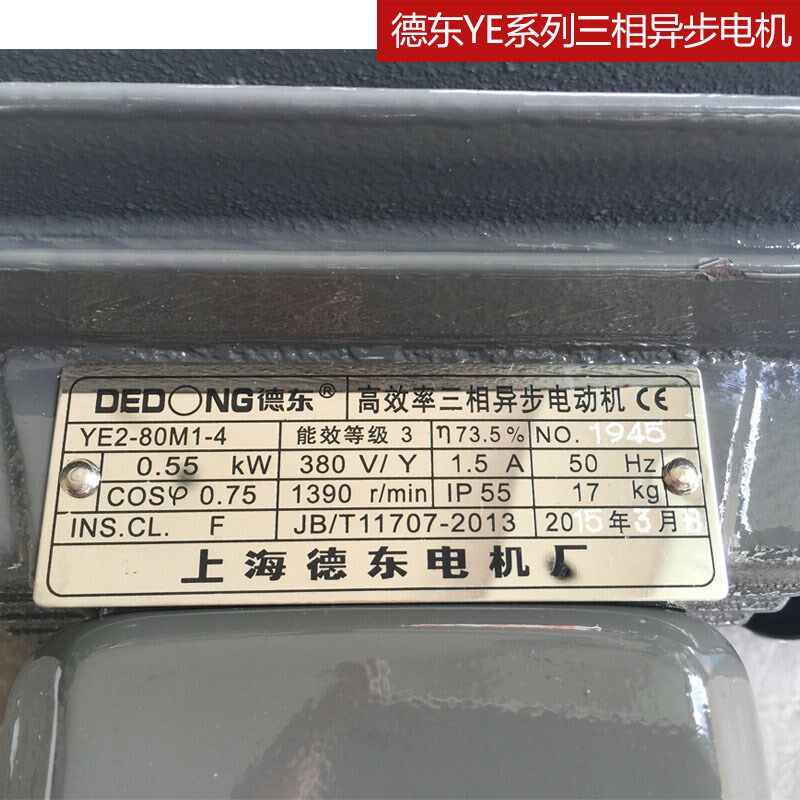 德东YE系列三相异步电机
DEDONG德东® 高效率三相异步电动机 CE
YE2-80M1-4 能效等级 3 η73.5% NO. 1945
0.55 kW 380 V/ Y 1.5 A 50 Hz
COSφ 0.75 1390 r/min IP 55 17 kg
INS.CL. F JB/T11707-2013 2015年3月8
上海德东电机厂